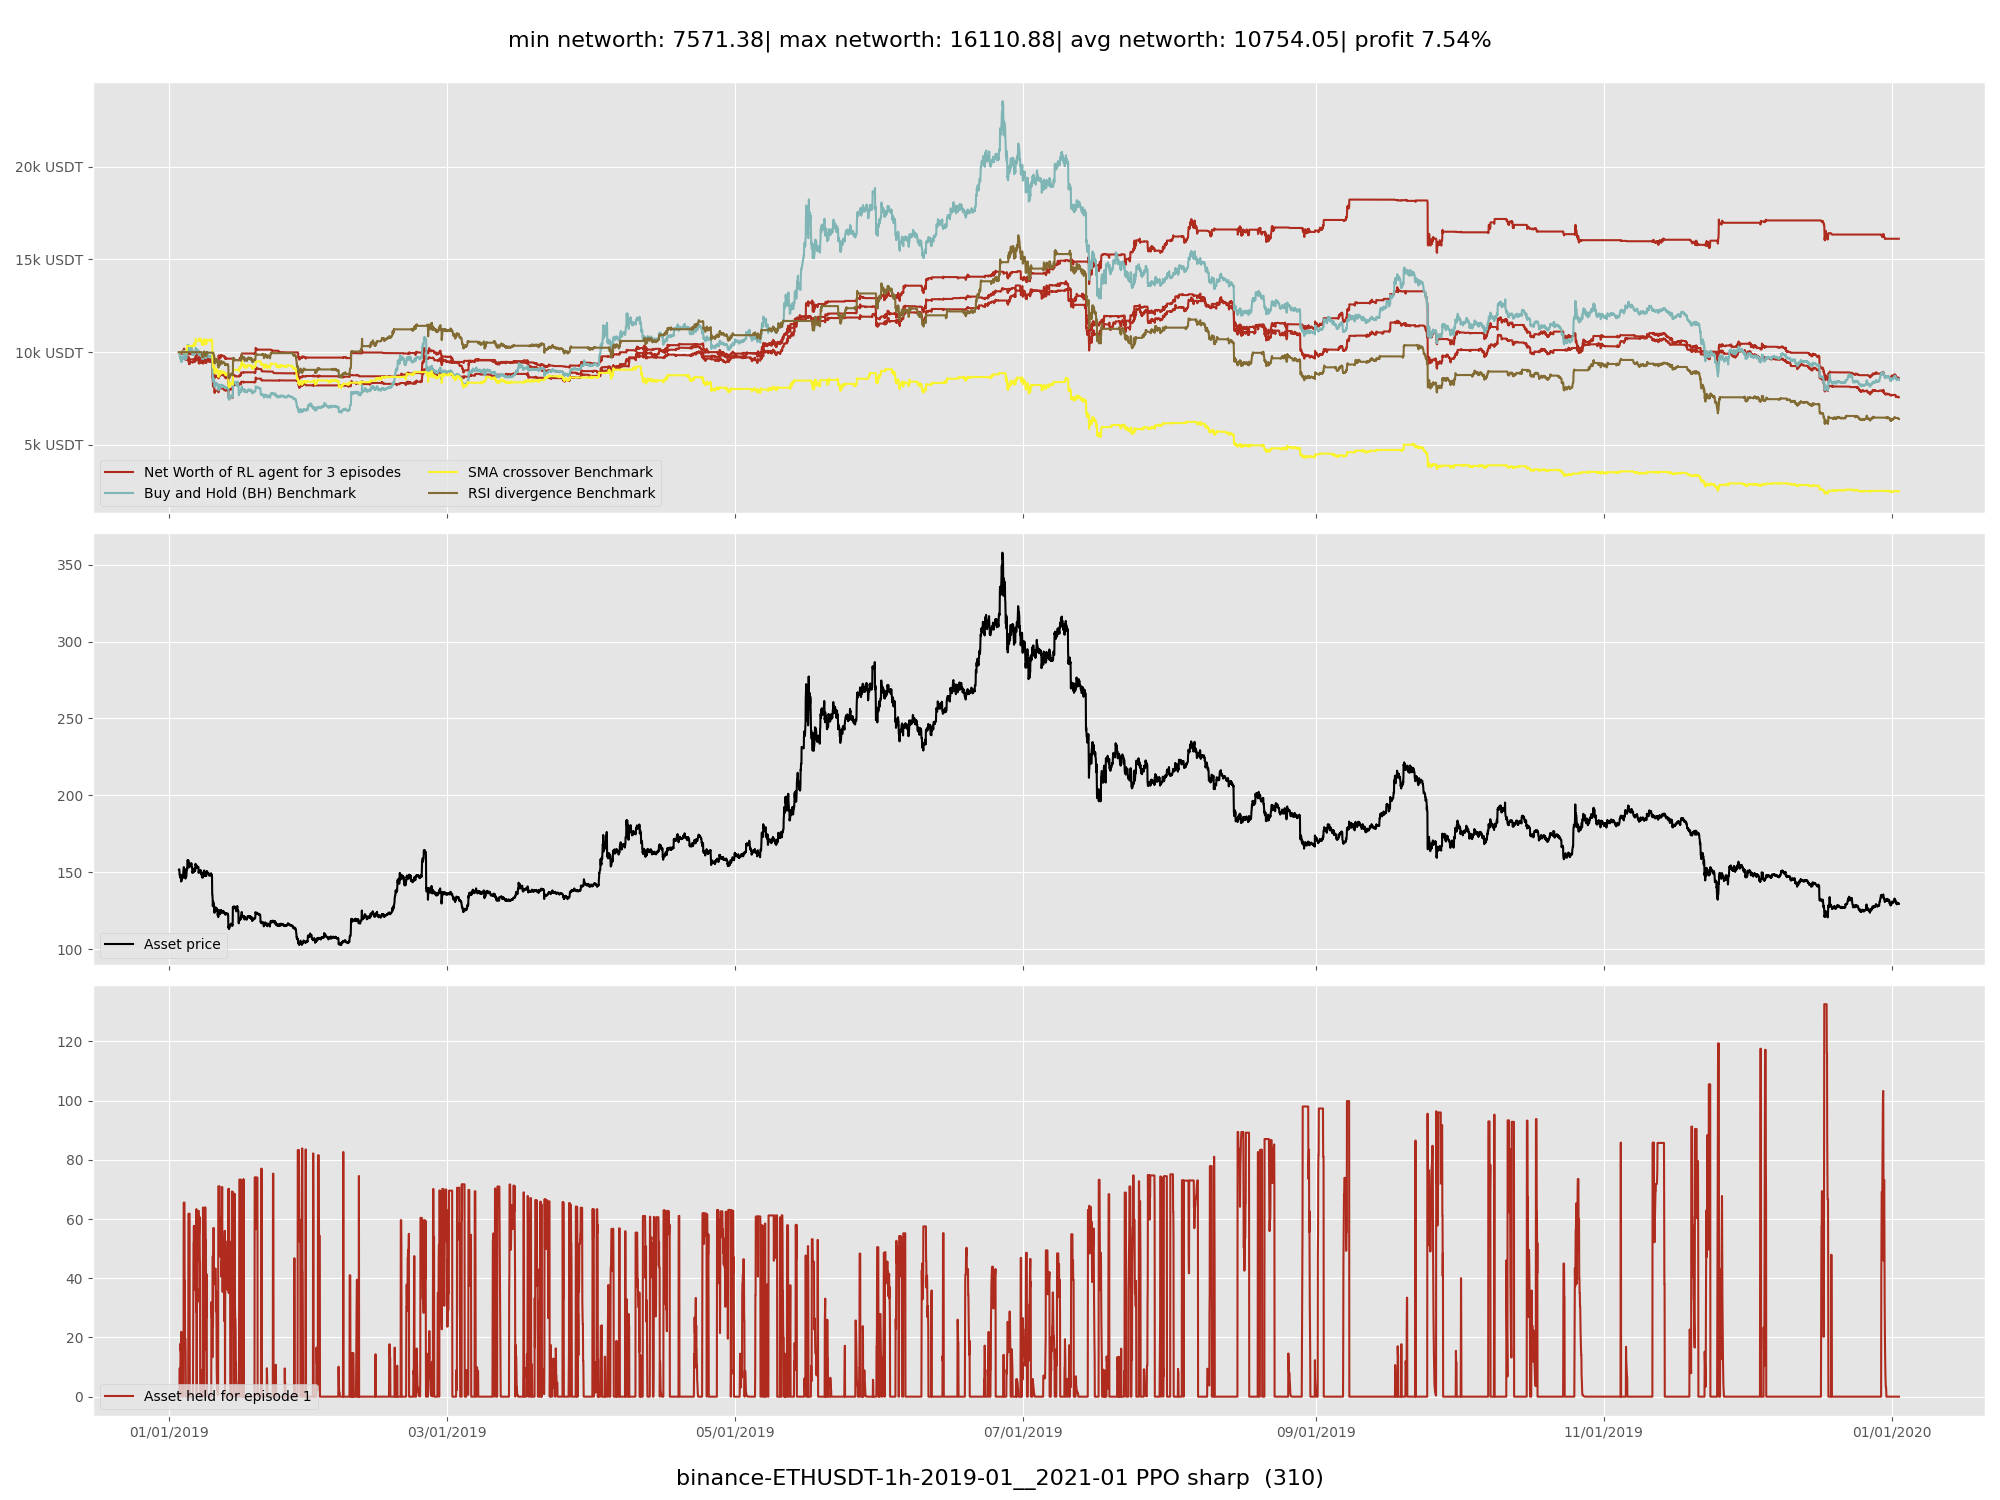 min networth: 7571.38| max networth: 16110.88| avg networth: 10754.05| profit 7.54%
20k USDT
15k USDT
10k USDT
5k USDT
Net Worth of RL agent for 3 episodes
Buy and Hold (BH) Benchmark
SMA crossover Benchmark
RSI divergence Benchmark
350
300
250
200
150
100
Asset price
120
100
80
60
40
20
0
Asset held for episode 1
01/01/2019 03/01/2019 05/01/2019 07/01/2019 09/01/2019 11/01/2019 01/01/2020
binance-ETHUSDT-1h-2019-01__2021-01 PPO sharp (310)